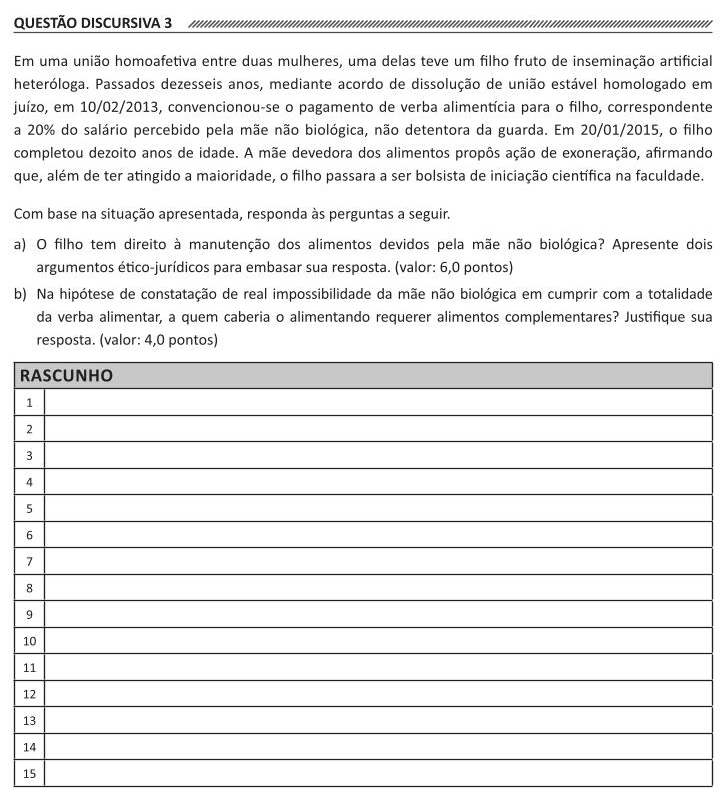 QUESTÃO DISCURSIVA 3
Em uma união homoafetiva entre duas mulheres, uma delas teve um filho fruto de inseminação artificial
heteróloga. Passados dezesseis anos, mediante acordo de dissolução de união estável homologado em
juízo, em 10/02/2013, convencionou-se o pagamento de verba alimentícia para o filho, correspondente
a 20% do salário percebido pela mãe não biológica, não detentora da guarda. Em 20/01/2015, o filho
completou dezoito anos de idade. A mãe devedora dos alimentos propôs ação de exoneração, afirmando
que, além de ter atingido a maioridade, o filho passara a ser bolsista de iniciação científica na faculdade.
Com base na situação apresentada, responda às perguntas a seguir.
a) O filho tem direito à manutenção dos alimentos devidos pela mãe não biológica? Apresente dois
argumentos ético-jurídicos para embasar sua resposta. (valor: 6,0 pontos)
b) Na hipótese de constatação de real impossibilidade da mãe não biológica em cumprir com a totalidade
da verba alimentar, a quem caberia o alimentando requerer alimentos complementares? Justifique sua
resposta. (valor: 4,0 pontos)
RASCUNHO
1
2
3
4
5
6
7
8
9
10
11
12
13
14
15